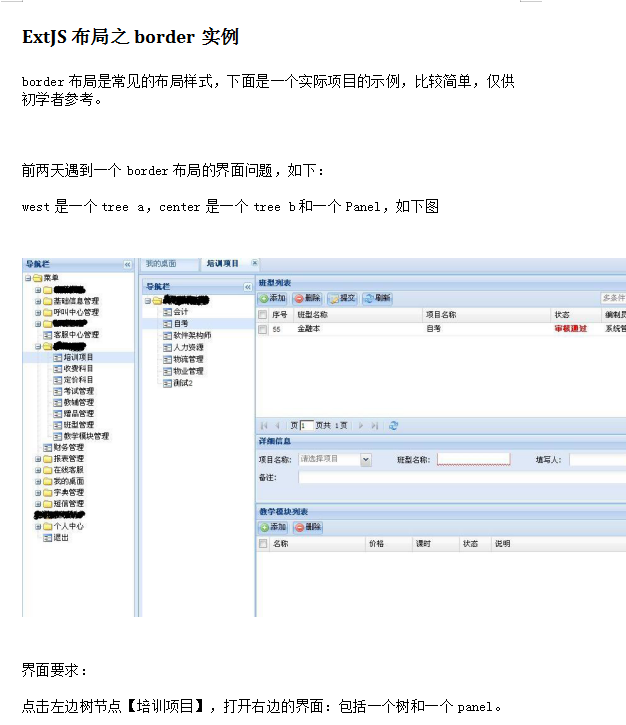 ExtJS 布局之 border 实例
border 布局是常见的布局样式，下面是一个实际项目的示例，比较简单，仅供
初学者参考。
前两天遇到一个 border 布局的界面问题，如下：
west 是一个 tree a，center 是一个 tree b 和一个 Panel，如下图
导航栏
菜单
基础信息管理
呼叫中心管理
客服中心管理
培训项目
收费科目
定价科目
考试管理
教辅管理
赠品管理
班型管理
教学模块管理
财务管理
报表管理
在线客服
我的桌面
字典管理
短信管理
个人中心
退出
我的桌面 培训项目
导航栏
会计
自考
软件架构师
人力资源
物流管理
物业管理
测试2
班型列表
添加 删除 提交 刷新 多条件
序号 班型名称 项目名称 状态 编制员
55 金融本 自考 审核通过 系统管
页 1 页共 1 页
详细信息
项目名称: 请选择项目 班型名称: 填写人:
备注:
教学模块列表
添加 删除
名称 价格 课时 状态 说明
界面要求：
点击左边树节点【培训项目】，打开右边的界面：包括一个树和一个 panel。